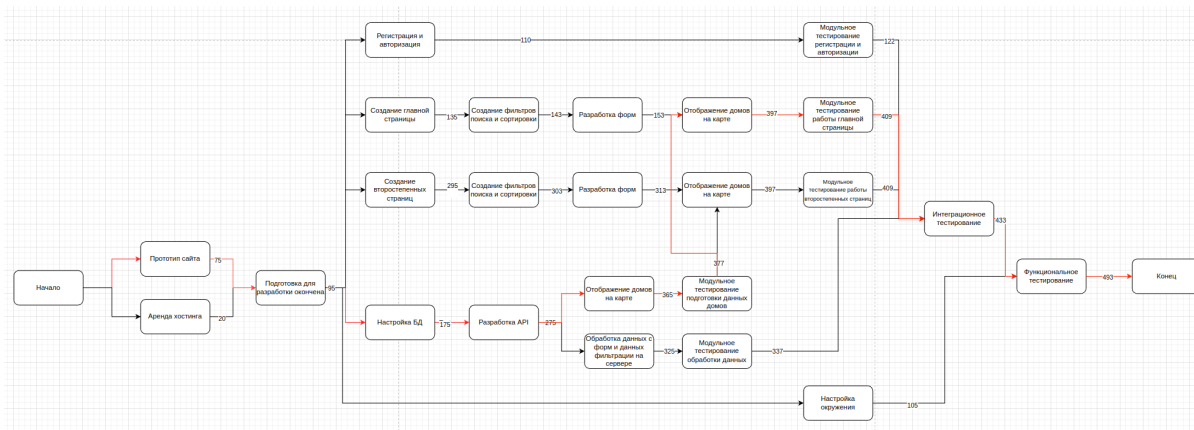 Регистрация и
авторизация
110
Модульное
тестирование
регистрации и
авторизации
122
Создание главной
страницы
135
Создание фильтров
поиска и сортировки
143
Разработка форм
153
Отображение домов
на карте
397
Модульное
тестирование
работы главной
страницы
409
Создание
второстепенных
страниц
295
Создание фильтров
поиска и сортировки
303
Разработка форм
313
Отображение домов
на карте
397
Модульное
тестирование работы
второстепенных страниц
409
Интеграционное
тестирование
433
Начало
Прототип сайта
75
Аренда хостинга
20
Подготовка для
разработки окончена
95
Настройка БД
175
Разработка API
275
Отображение домов
на карте
365
Модульное
тестирование
подготовки данных
домов
377
Обработка данных с
форм и данных
фильтрации на
сервере
325
Модульное
тестирование
обработки данных
337
Функциональное
тестирование
493
Конец
Настройка
окружения
105